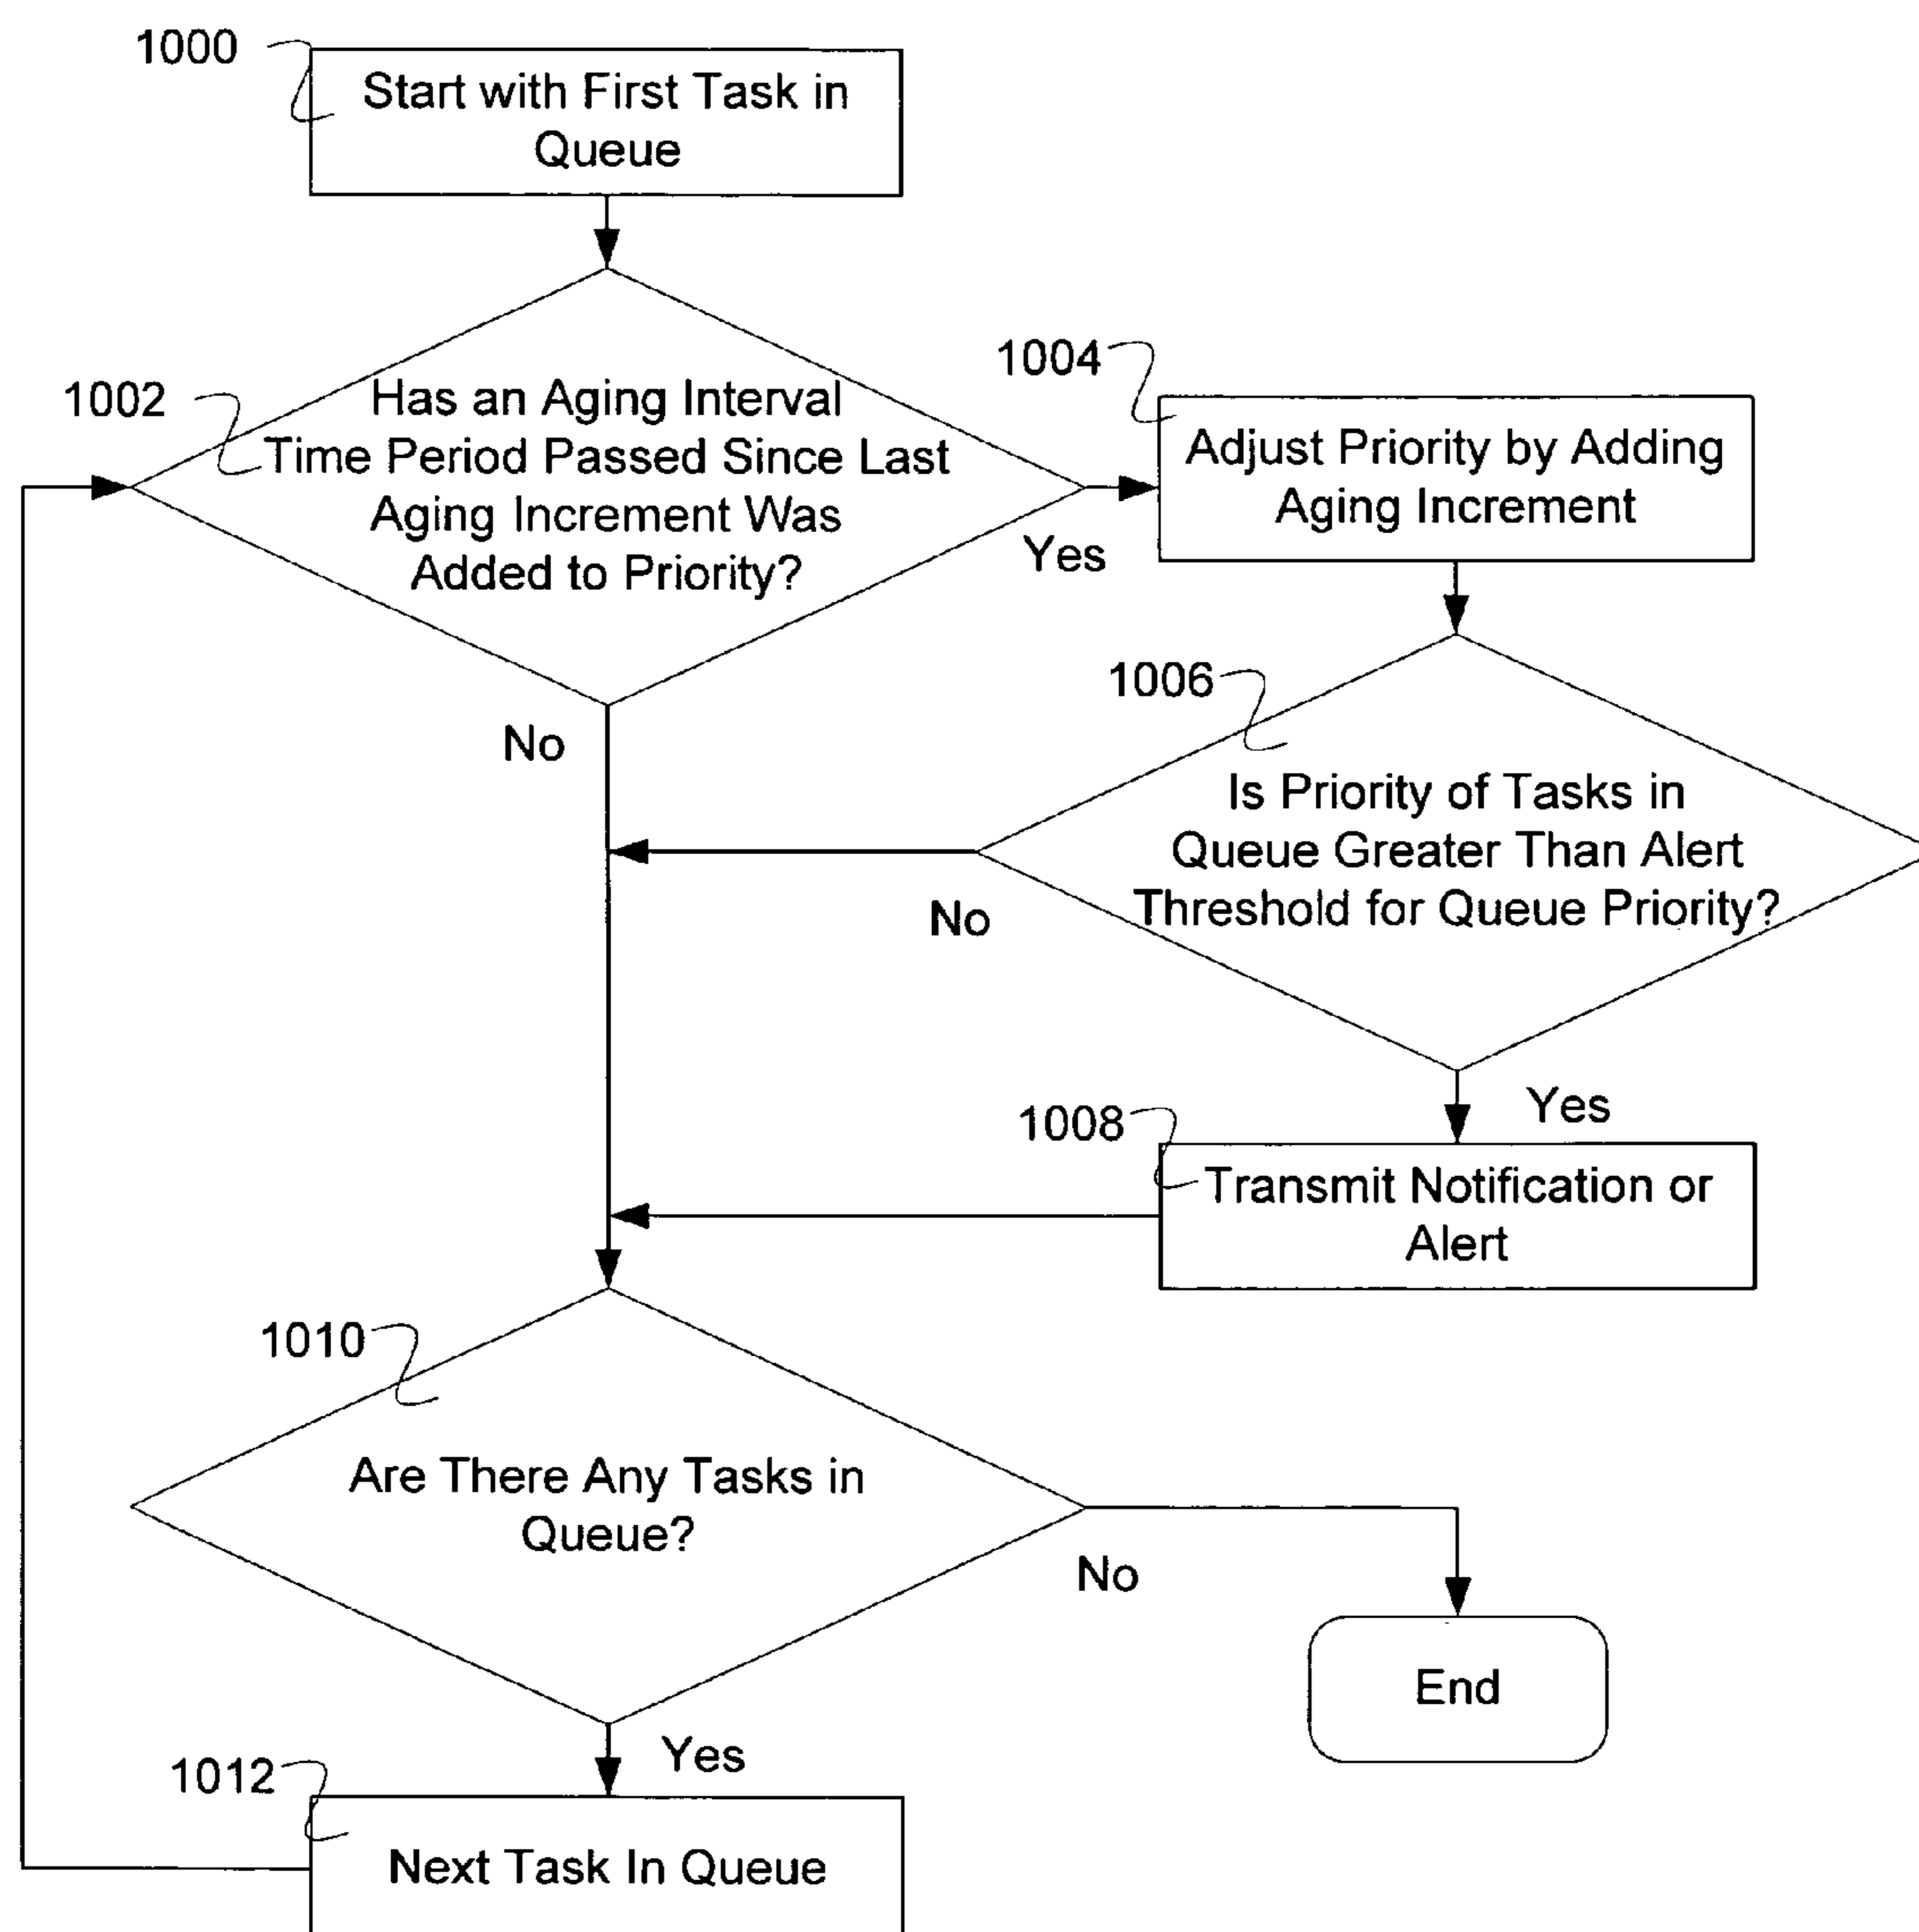 1000
Start with First Task in
Queue
1002
Has an Aging Interval
Time Period Passed Since Last
Aging Increment Was
Added to Priority?
Yes
No
1004
Adjust Priority by Adding
Aging Increment
1006
Is Priority of Tasks in
Queue Greater Than Alert
Threshold for Queue Priority?
No
Yes
1008
Transmit Notification or
Alert
1010
Are There Any Tasks in
Queue?
No
End
Yes
1012
Next Task In Queue